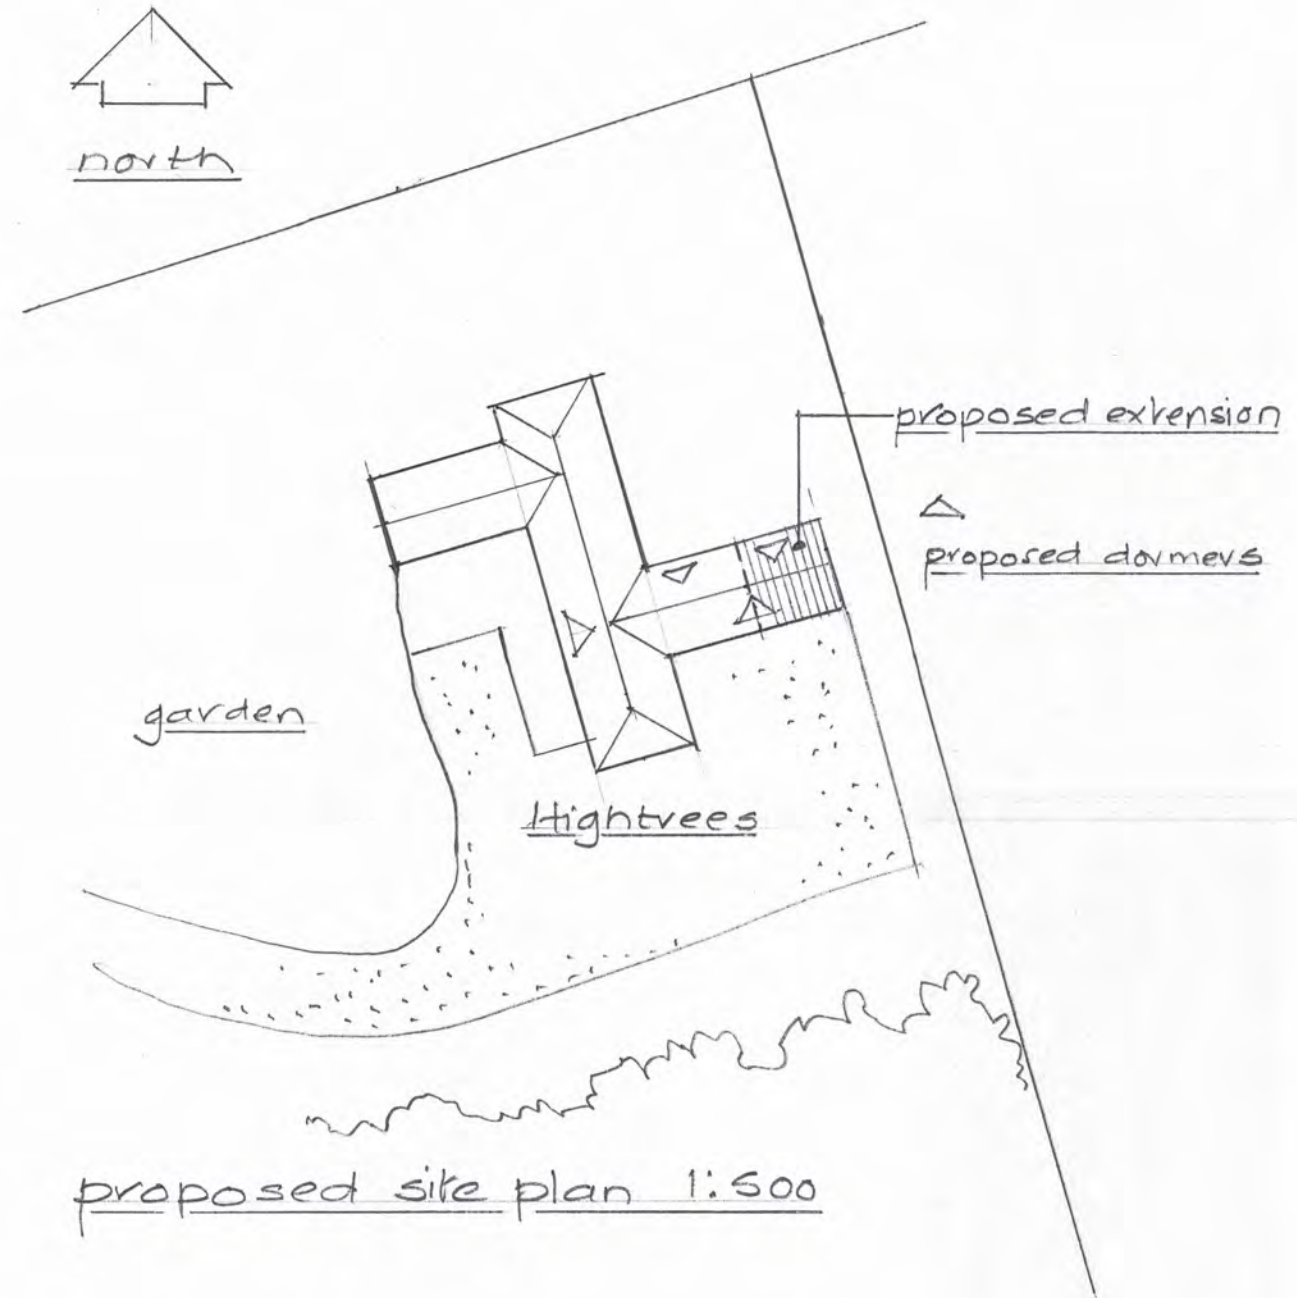 north
proposed extension
proposed dormers
garden
Hightrees
proposed site plan 1:500